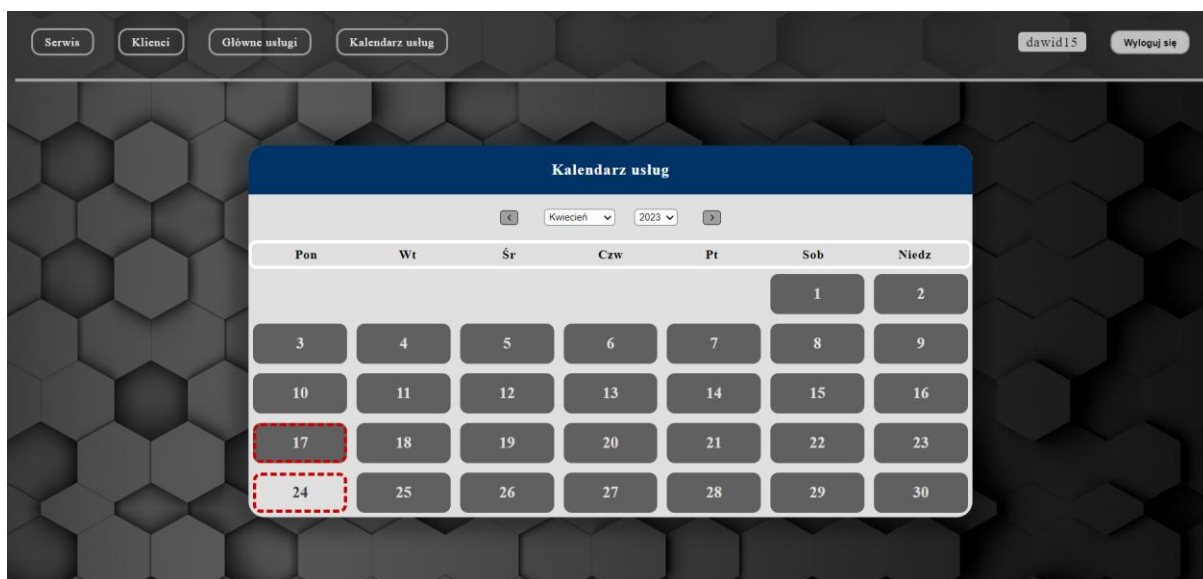 Serwis Klienci Główne usługi Kalendarz usług dawid15 Wyloguj się
Kalendarz usług
< Kwiecień 2023 >
Pon Wt Śr Czw Pt Sob Niedz
1 2
3 4 5 6 7 8 9
10 11 12 13 14 15 16
17 18 19 20 21 22 23
24 25 26 27 28 29 30